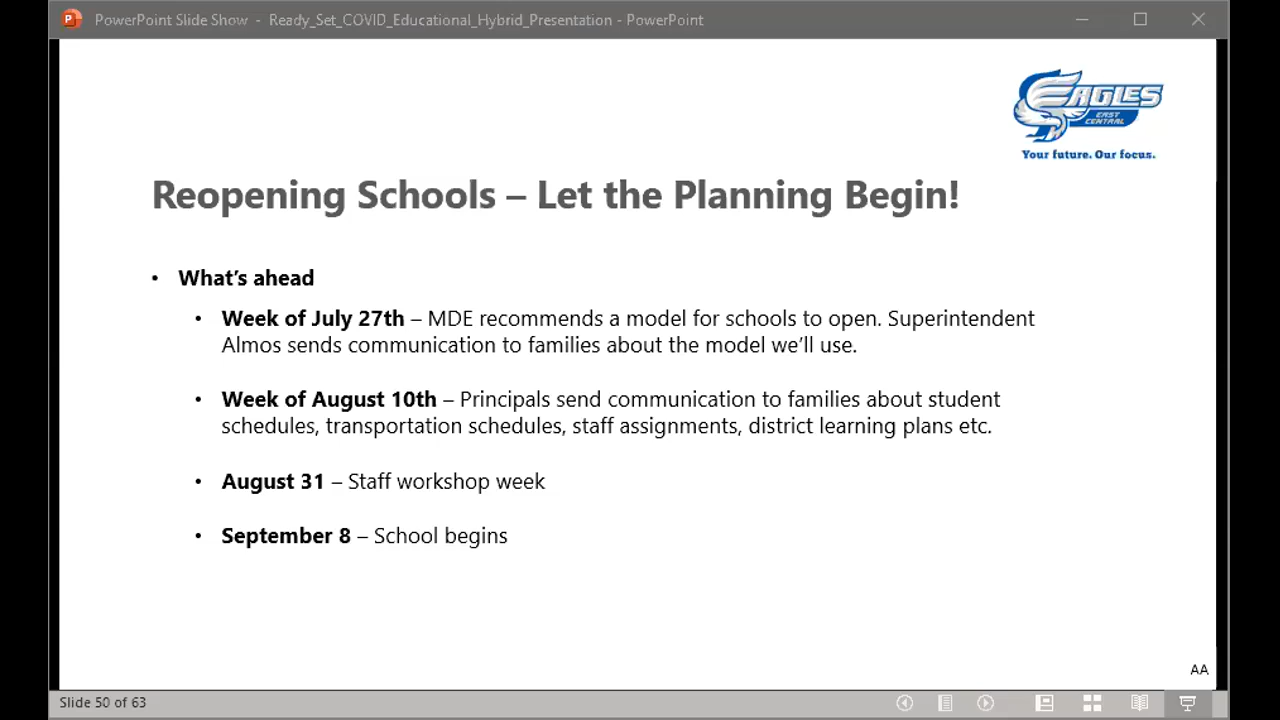 PowerPoint Slide Show - Ready_Set_COVID_Educational_Hybrid_Presentation - PowerPoint
EAGLES
EAST
CENTRAL
Your future. Our focus.
Reopening Schools – Let the Planning Begin!
• What's ahead
• Week of July 27th – MDE recommends a model for schools to open. Superintendent
Almos sends communication to families about the model we'll use.
• Week of August 10th – Principals send communication to families about student
schedules, transportation schedules, staff assignments, district learning plans etc.
• August 31 – Staff workshop week
• September 8 – School begins
AA
Slide 50 of 63